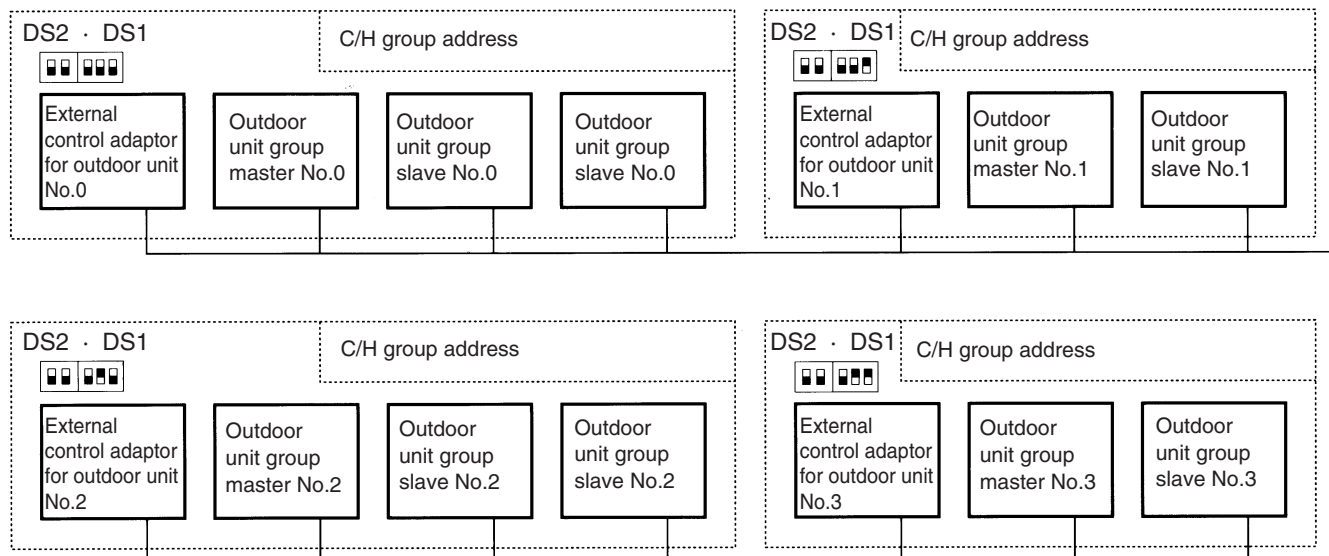 DS2 · DS1
C/H group address
External
control adaptor
for outdoor unit
No.0
Outdoor
unit group
master No.0
Outdoor
unit group
slave No.0
Outdoor
unit group
slave No.0
DS2 · DS1
C/H group address
External
control adaptor
for outdoor unit
No.1
Outdoor
unit group
master No.1
Outdoor
unit group
slave No.1
DS2 · DS1
C/H group address
External
control adaptor
for outdoor unit
No.2
Outdoor
unit group
master No.2
Outdoor
unit group
slave No.2
Outdoor
unit group
slave No.2
DS2 · DS1
C/H group address
External
control adaptor
for outdoor unit
No.3
Outdoor
unit group
master No.3
Outdoor
unit group
slave No.3